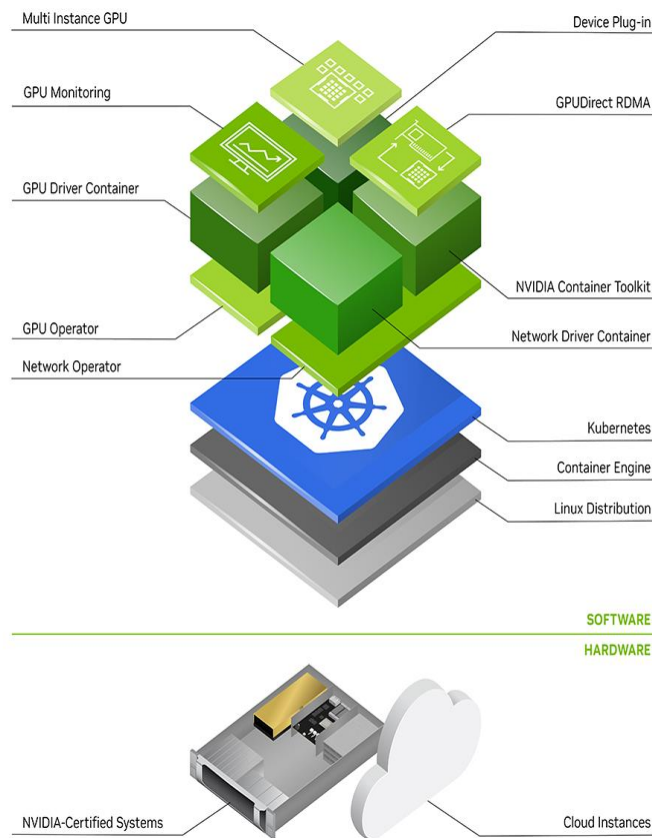 Multi Instance GPU
Device Plug-in
GPU Monitoring
GPUDirect RDMA
GPU Driver Container
NVIDIA Container Toolkit
GPU Operator
Network Driver Container
Network Operator
Kubernetes
Container Engine
Linux Distribution
SOFTWARE
HARDWARE
NVIDIA-Certified Systems
Cloud Instances